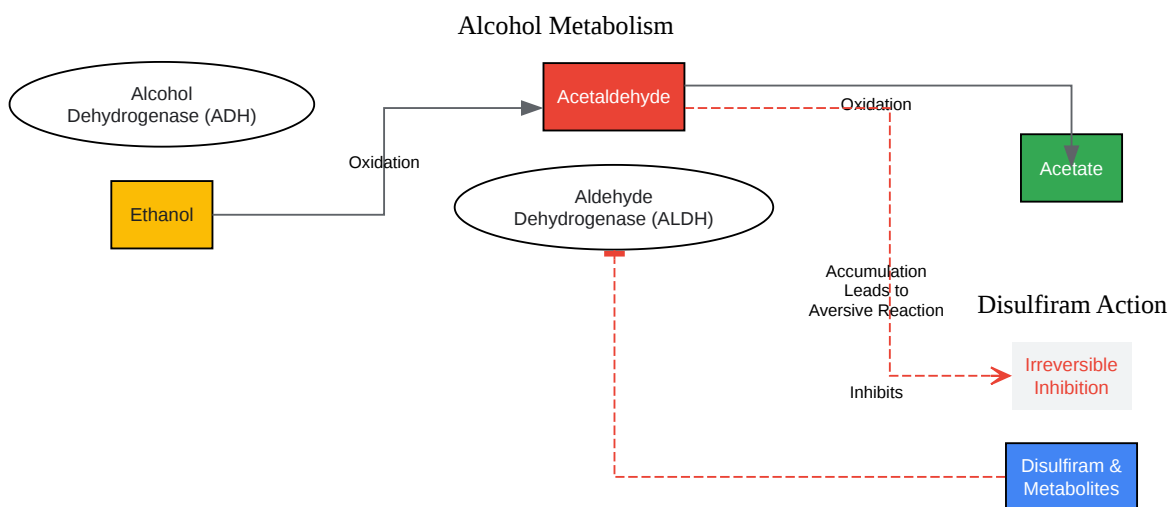 Alcohol Metabolism
Alcohol
Dehydrogenase (ADH)
Acetaldehyde
Oxidation
Oxidation
Acetate
Ethanol
Aldehyde
Dehydrogenase (ALDH)
Accumulation
Leads to
Aversive Reaction
Disulfiram Action
Irreversible
Inhibition
Inhibits
Disulfiram &
Metabolites